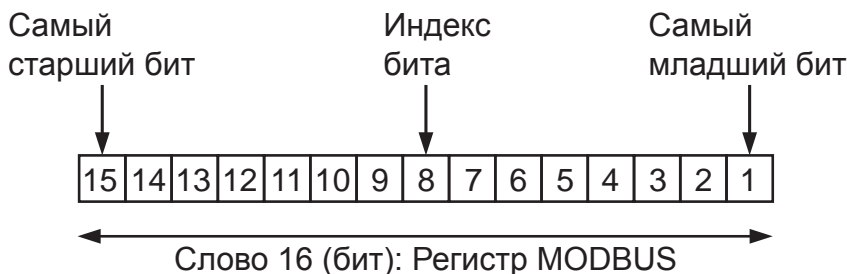 Самый Индекс Самый
старший бит бита младший бит
15 14 13 12 11 10 9 8 7 6 5 4 3 2 1
Слово 16 (бит): Регистр MODBUS